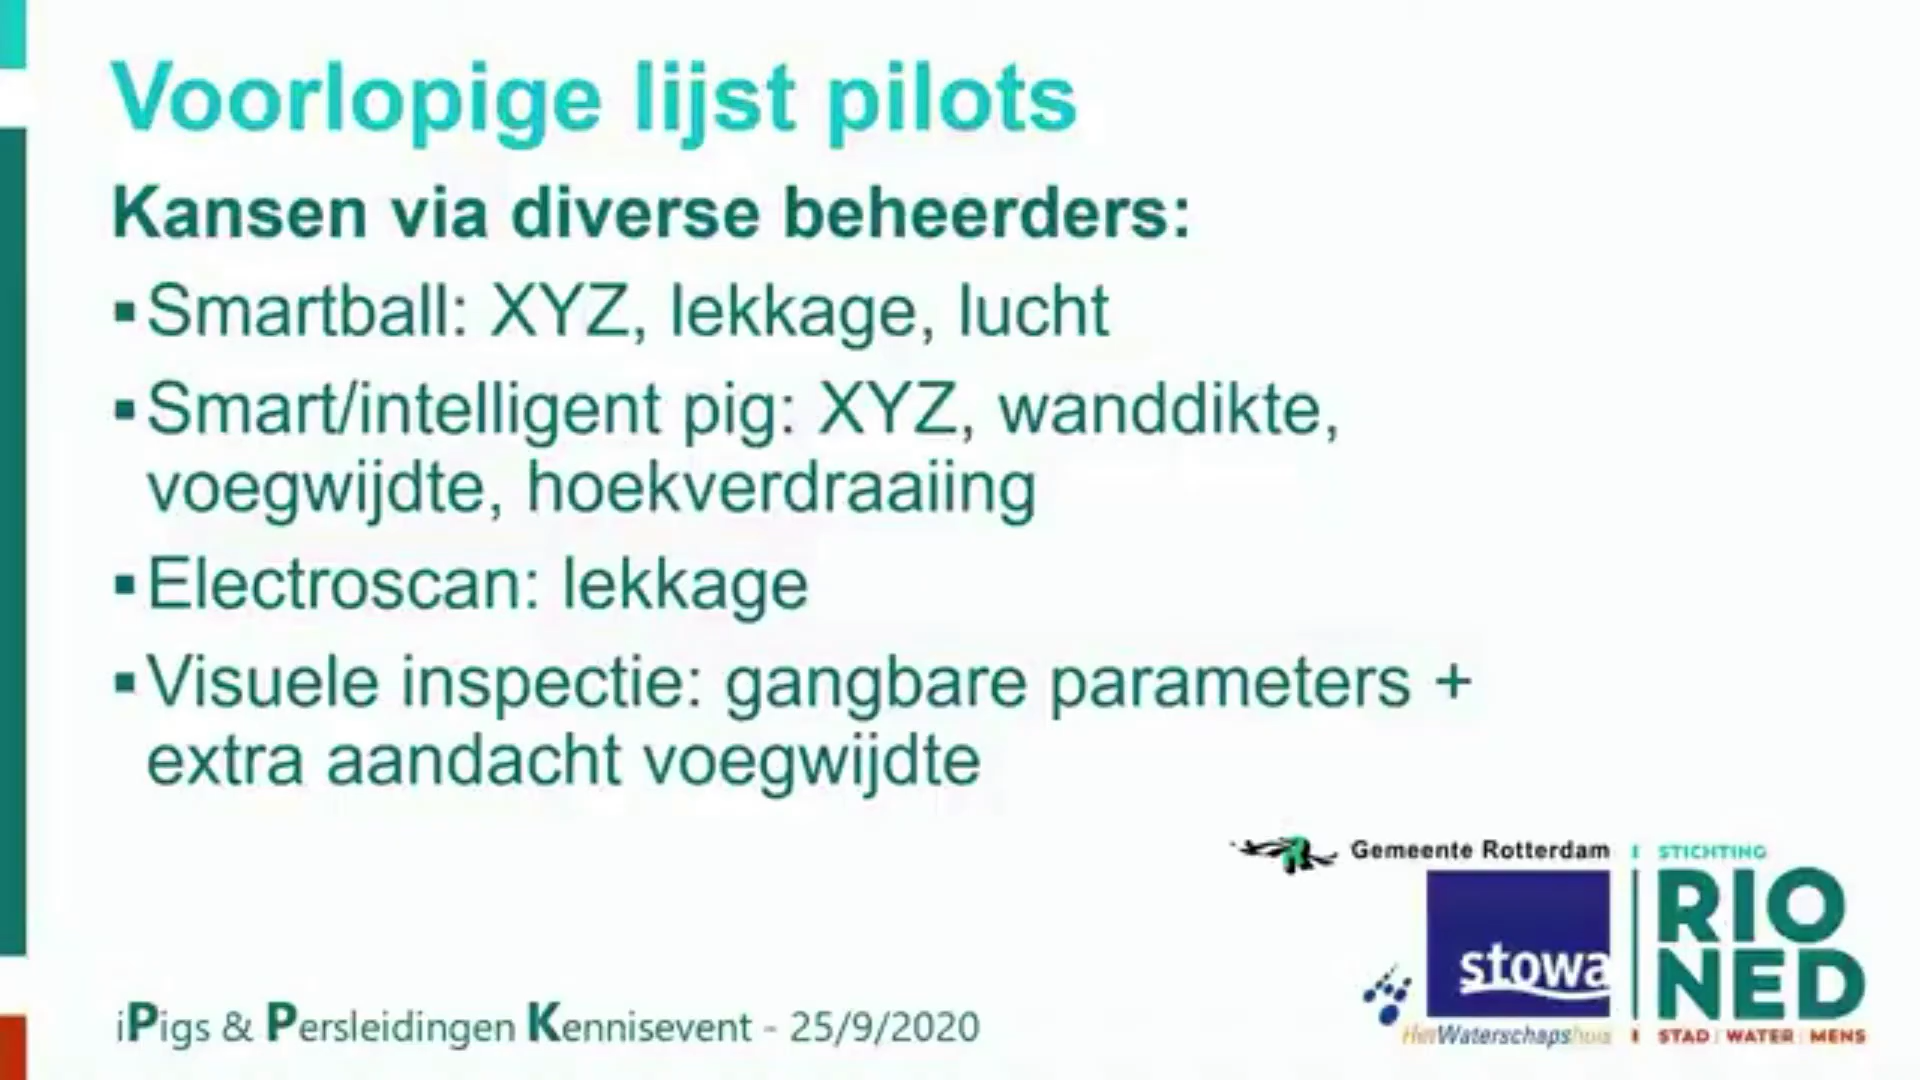 Voorlopige lijst pilots
Kansen via diverse beheerders:
▪Smartball: XYZ, lekkage, lucht
▪Smart/intelligent pig: XYZ, wanddikte,
voegwijdte, hoekverdraaiing
▪Electroscan: lekkage
▪Visuele inspectie: gangbare parameters +
extra aandacht voegwijdte
Gemeente Rotterdam
stowa
HetWaterschapshuis
STICHTING
RIO
NED
STAD WATER MENS
iPigs & Persleidingen Kennisevent - 25/9/2020